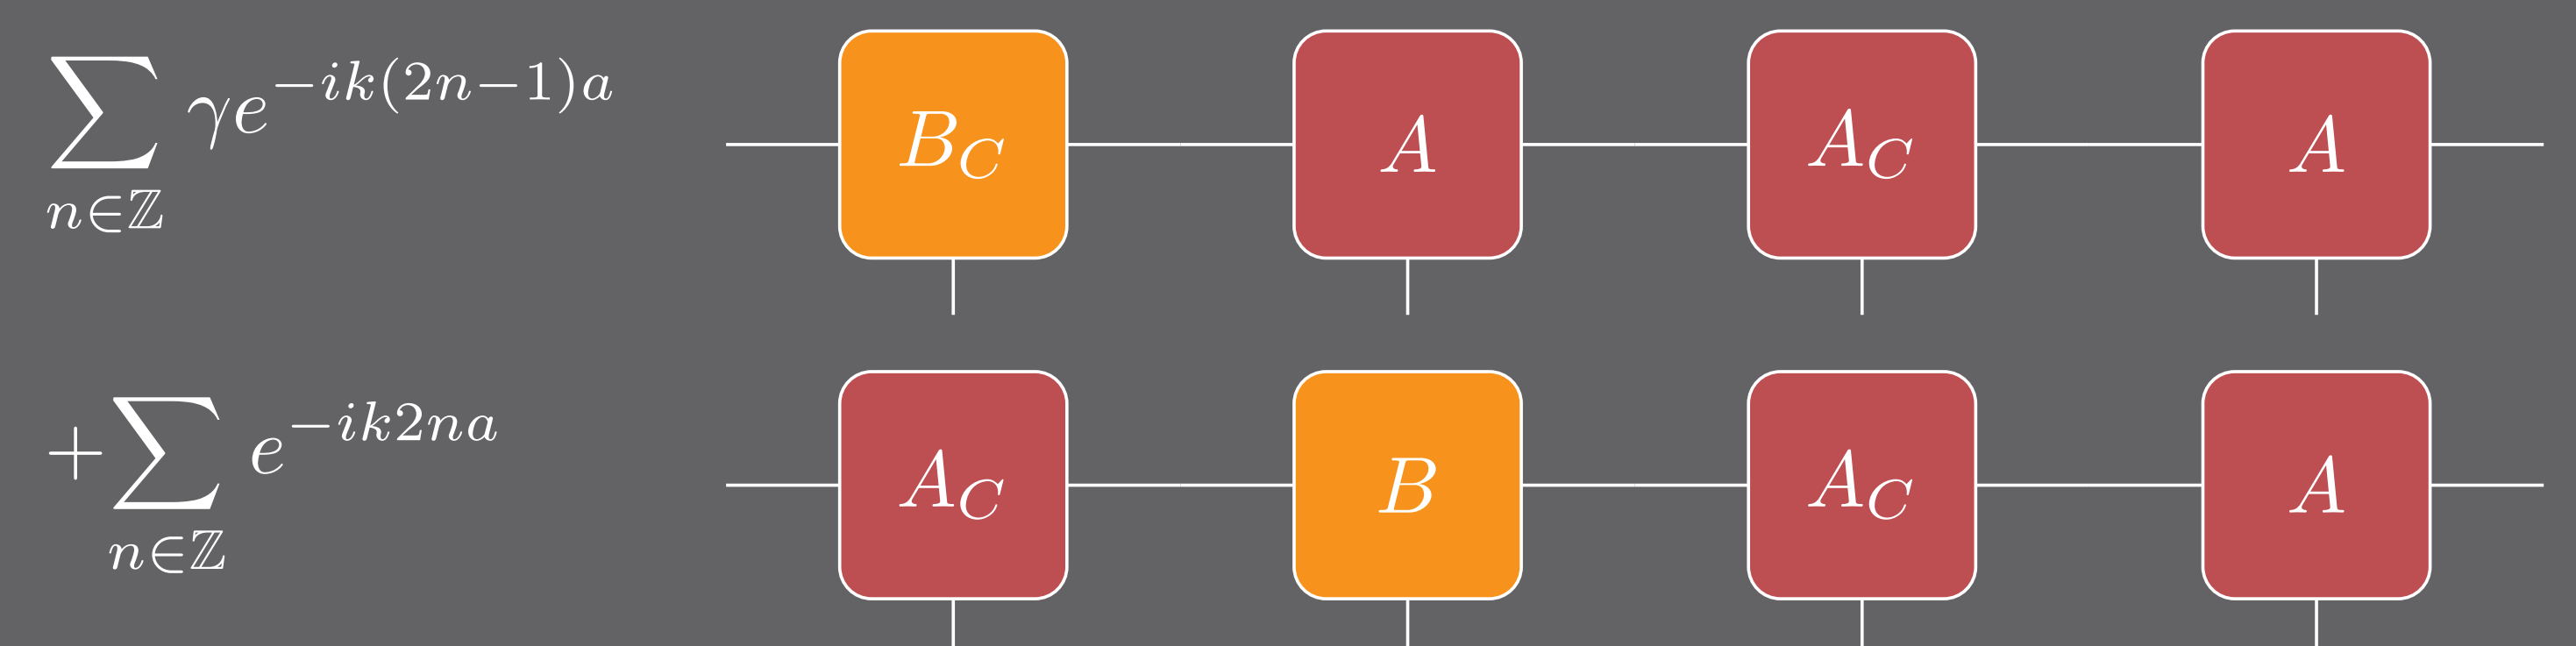 ∑_{n∈ℤ} γe^{−ik(2n−1)a} B_C A A_C A
+∑_{n∈ℤ} e^{−ik2na} A_C B A_C A